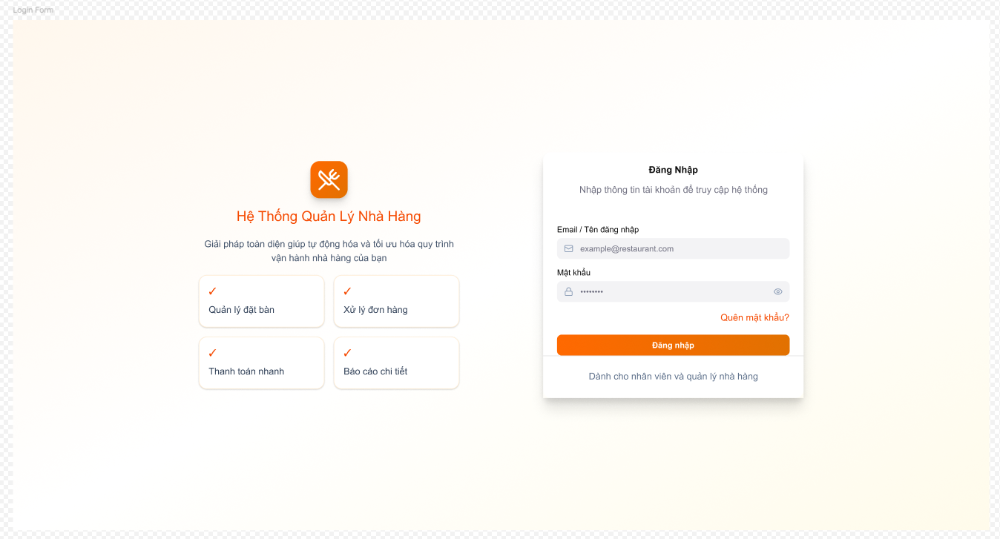 Login Form
Hệ Thống Quản Lý Nhà Hàng
Giải pháp toàn diện giúp tự động hóa và tối ưu hóa quy trình
vận hành nhà hàng của bạn
✓
Quản lý đặt bàn
✓
Xử lý đơn hàng
✓
Thanh toán nhanh
✓
Báo cáo chi tiết
Đăng Nhập
Nhập thông tin tài khoản để truy cập hệ thống
Email / Tên đăng nhập
example@restaurant.com
Mật khẩu
••••••••
Quên mật khẩu?
Đăng nhập
Dành cho nhân viên và quản lý nhà hàng